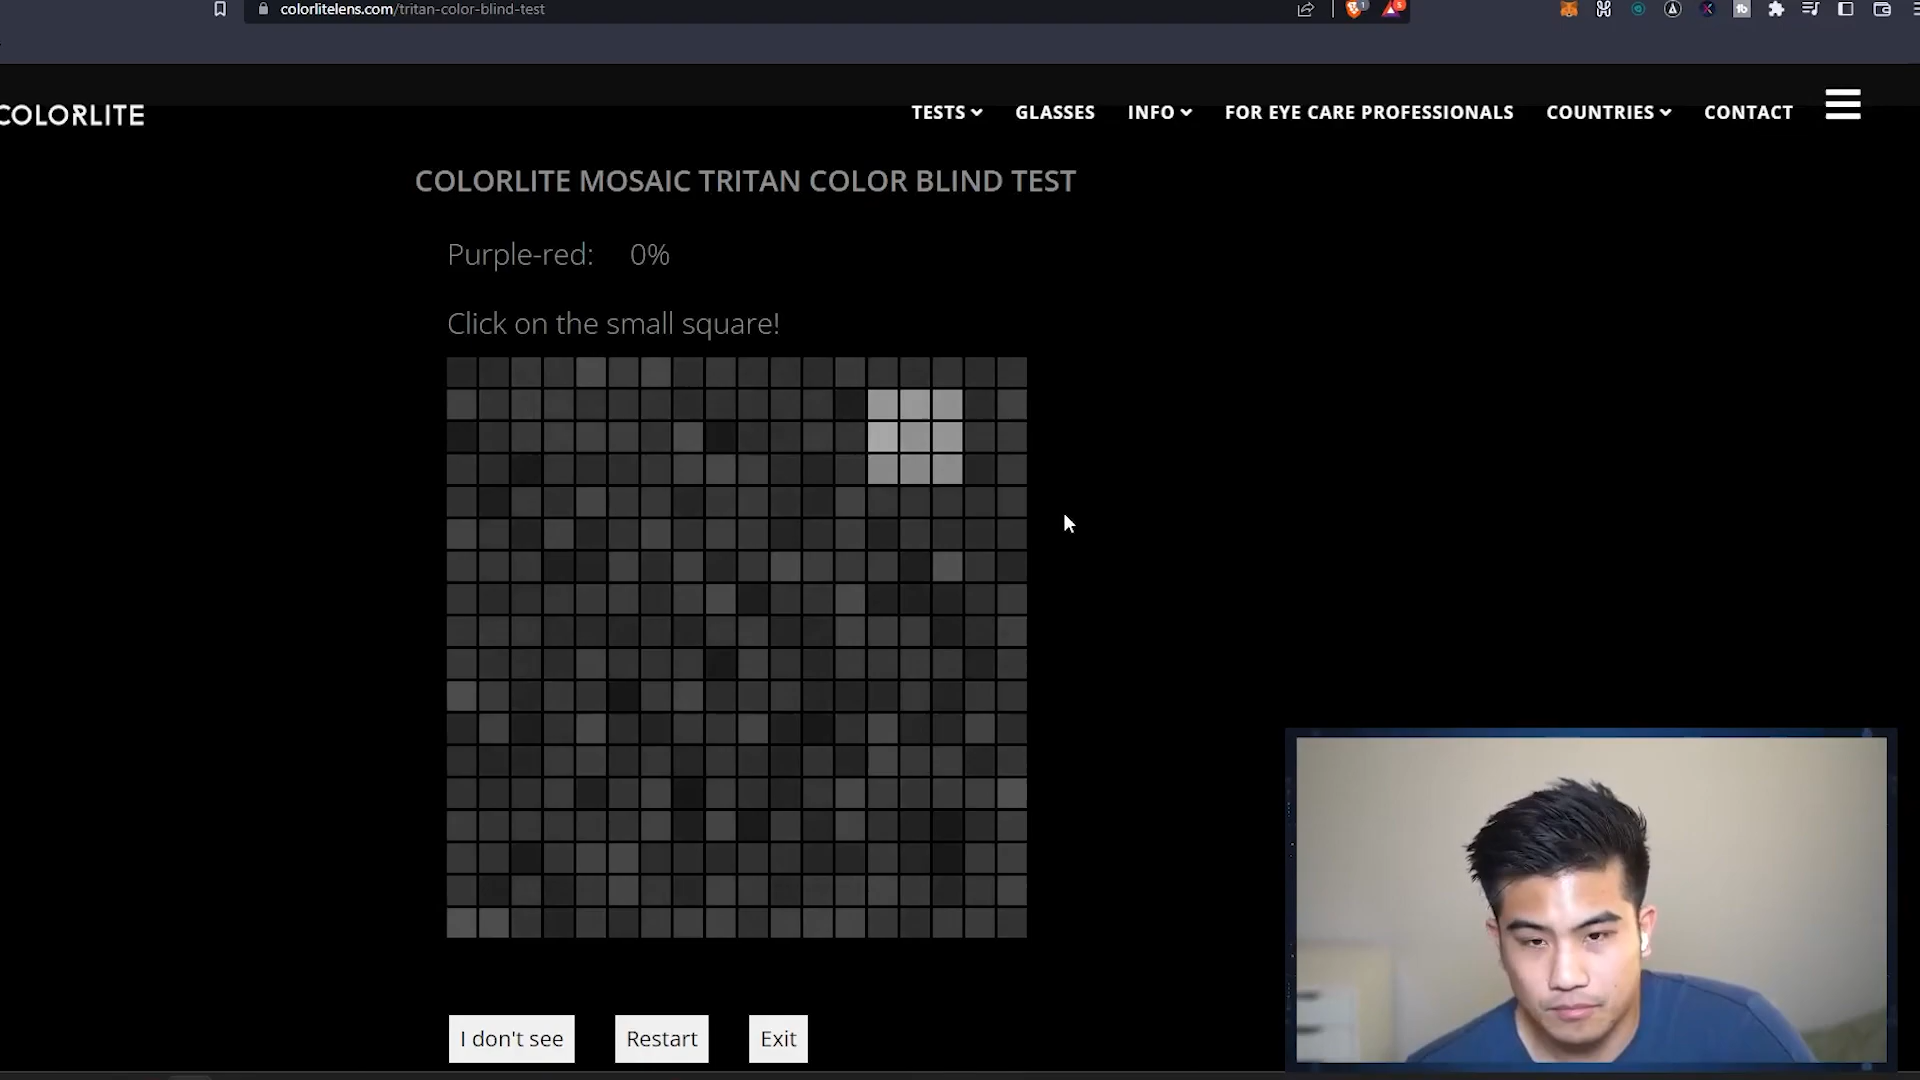 colorlitelens.com/tritan-color-blind-test
COLORLITE
TESTS GLASSES INFO FOR EYE CARE PROFESSIONALS COUNTRIES CONTACT
COLORLITE MOSAIC TRITAN COLOR BLIND TEST
Purple-red: 0%
Click on the small square!
I don't see Restart Exit